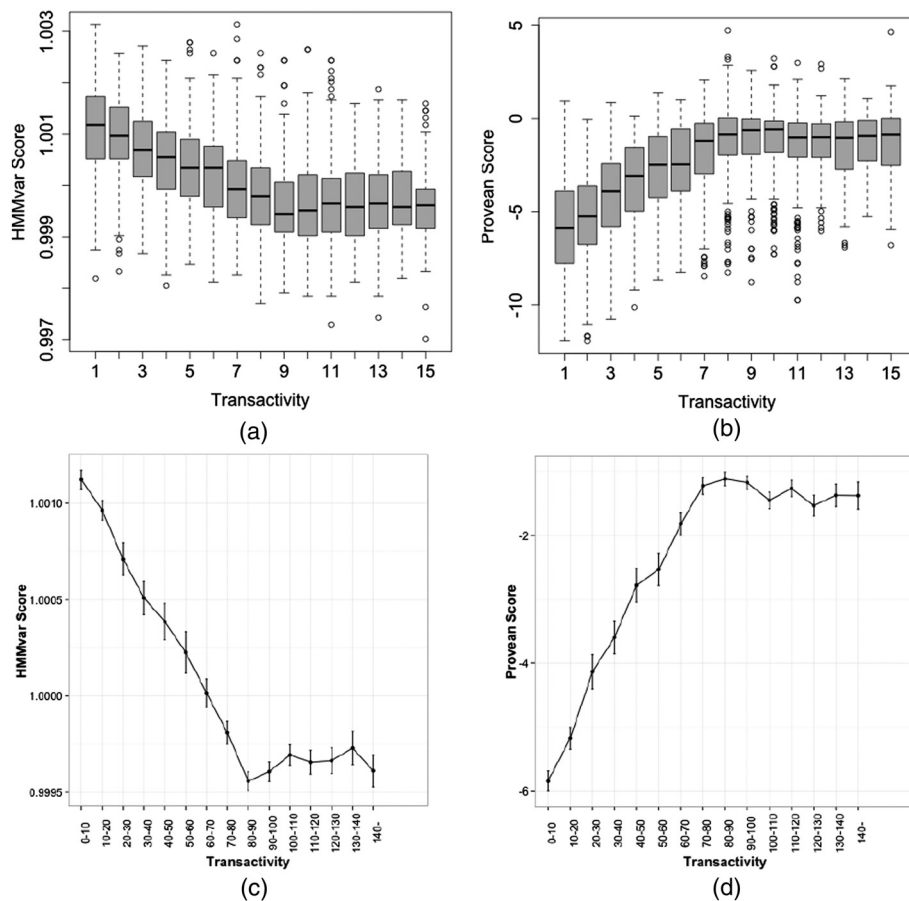 1.003
1.001
0.999
0.997
HMMvar Score
1 3 5 7 9 11 13 15
Transactivity
(a)
5
0
-5
-10
Provean Score
1 3 5 7 9 11 13 15
Transactivity
(b)
1.0010
1.0005
1.0000
0.9995
HMMvar Score
0-10 10-20 20-30 30-40 40-50 50-60 60-70 70-80 80-90 90-100 100-110 110-120 120-130 130-140 140-
Transactivity
(c)
-2
-4
-6
Provean Score
0-10 10-20 20-30 30-40 40-50 50-60 60-70 70-80 80-90 90-100 100-110 110-120 120-130 130-140 140-
Transactivity
(d)